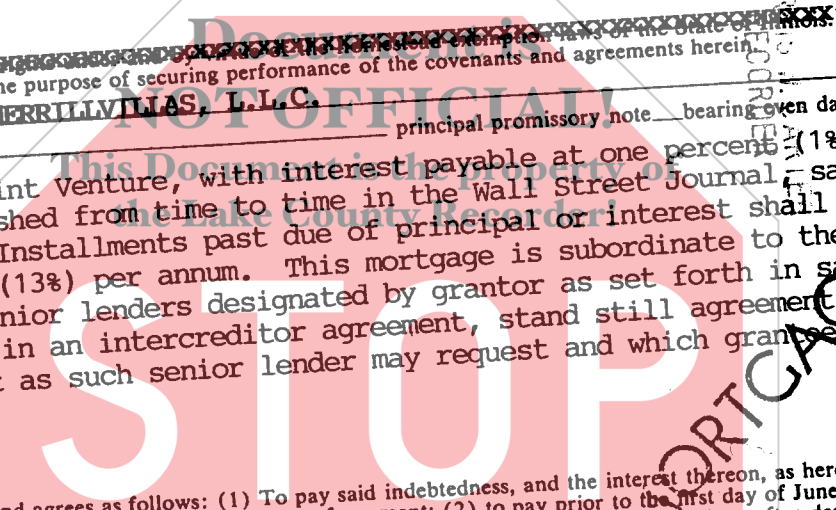 Document is
homestead exemption laws of the State of Illinois.
he purpose of securing performance of the covenants and agreements herein
ERRILLVILLAS, L.L.C.
NOT OFFICIAL!
principal promissory note bearing even da
This Document is the property of
int Venture, with interest payable at one percent (1%
shed from time to time in the Wall Street Journal, sa
the Lake County Recorder!
Installments past due of principal or interest shall
(13%) per annum. This mortgage is subordinate to the
nior lenders designated by grantor as set forth in sa
in an intercreditor agreement, stand still agreement
t as such senior lender may request and which grantee
STOP
ORTGAG
nd agrees as follows: (1) To pay said indebtedness, and the interest thereon, as here
(2) to pay prior to the first day of June